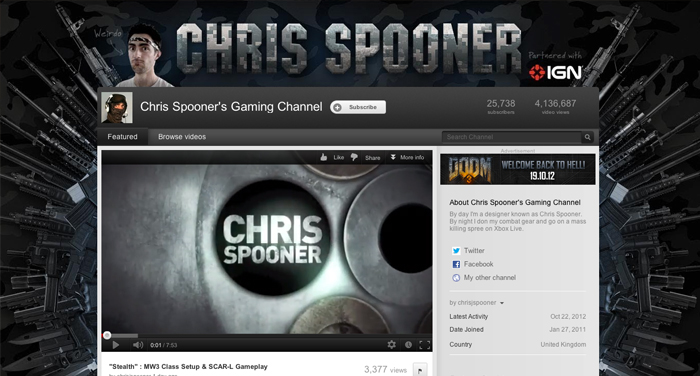 Weirdo
CHRIS SPOONER
Partnered with
IGN
Chris Spooner's Gaming Channel
Subscribe
25,738
subscribers
4,136,687
video views
Featured
Browse videos
Search Channel
Like
Share
More info
CHRIS
SPOONER
0:01 / 7:53
"Stealth" : MW3 Class Setup & SCAR-L Gameplay
3,377 views
Advertisement
DOOM
3
WELCOME BACK TO HELL!
19.10.12
About Chris Spooner's Gaming Channel
By day I'm a designer known as Chris Spooner.
By night I don my combat gear and go on a mass
killing spree on Xbox Live.
Twitter
Facebook
My other channel
by chrisjspooner
Latest Activity Oct 22, 2012
Date Joined Jan 27, 2011
Country United Kingdom